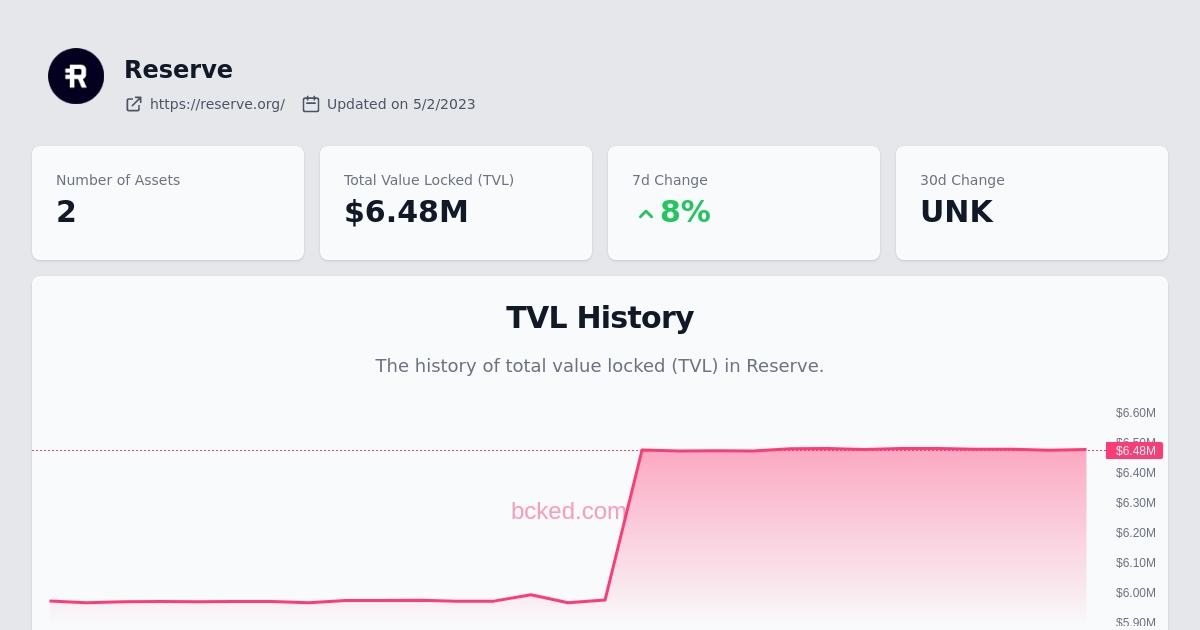 Reserve
https://reserve.org/ Updated on 5/2/2023
Number of Assets
2
Total Value Locked (TVL)
$6.48M
7d Change
8%
30d Change
UNK
TVL History
The history of total value locked (TVL) in Reserve.
$6.60M
$6.50M
$6.48M
$6.40M
$6.30M
bcked.com
$6.20M
$6.10M
$6.00M
$5.90M